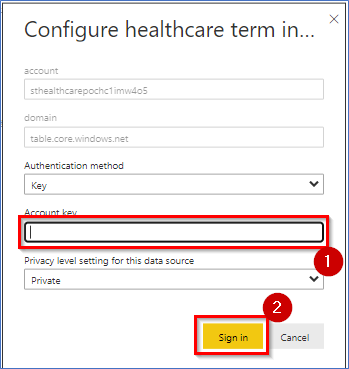 Configure healthcare term in...
account
sthealthcarepochc1imw4o5
domain
table.core.windows.net
Authentication method
Key
Account key
1
Privacy level setting for this data source
Private
2
Sign in Cancel